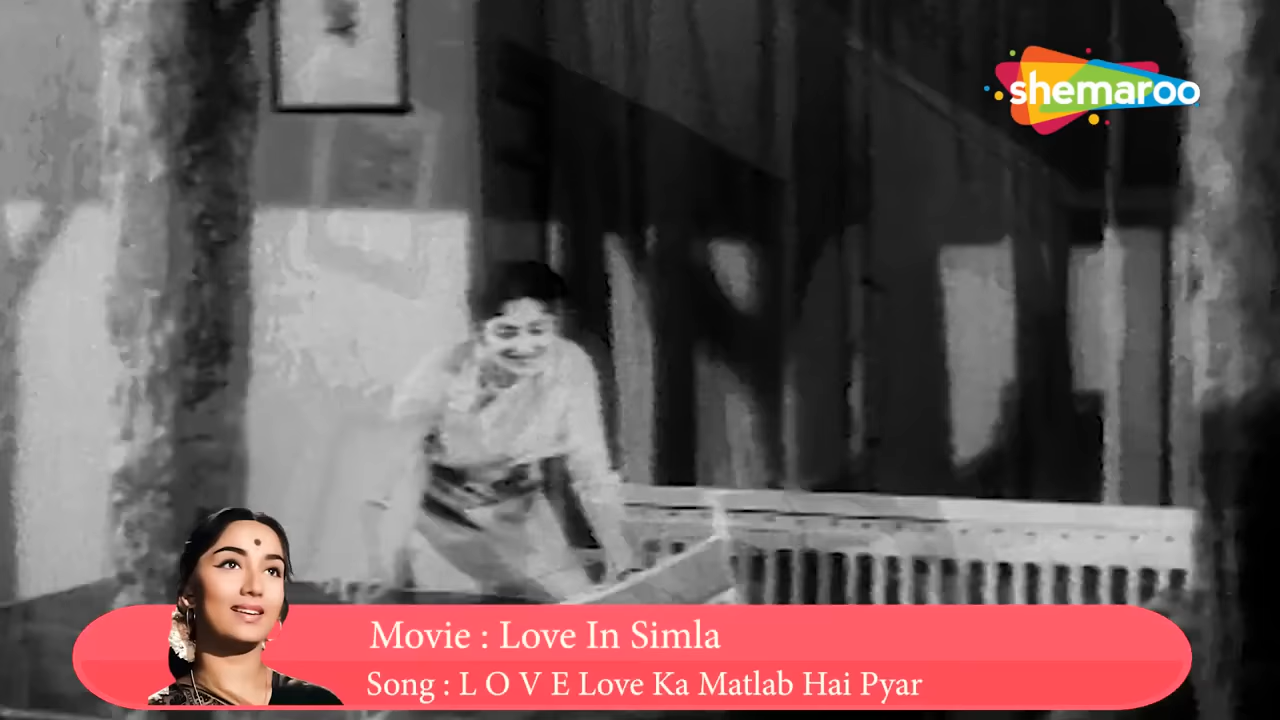 shemaroo
Movie : Love In Simla
Song : L O V E Love Ka Matlab Hai Pyar